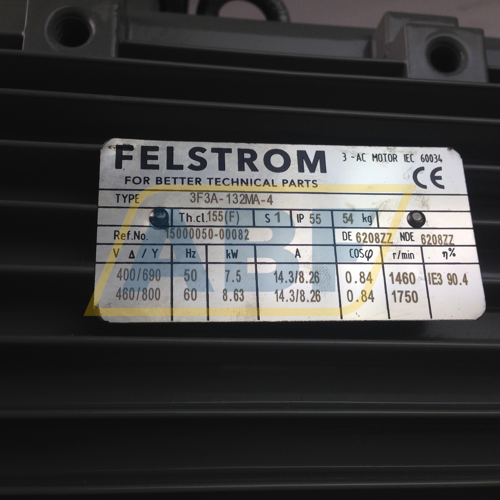 FELSTROM 3 -AC MOTOR IEC 60034
FOR BETTER TECHNICAL PARTS CE
TYPE 3F3A-132MA-4
Th.cl.155(F) S1 IP 55 54 kg
Ref.No. 15000050-00082 DE 6208ZZ NDE 6208ZZ
V Δ/Y Hz kW A COSφ r/min η%
400/690 50 7.5 14.3/8.26 0.84 1460 IE3 90.4
460/800 60 8.63 14.3/8.26 0.84 1750
ABI